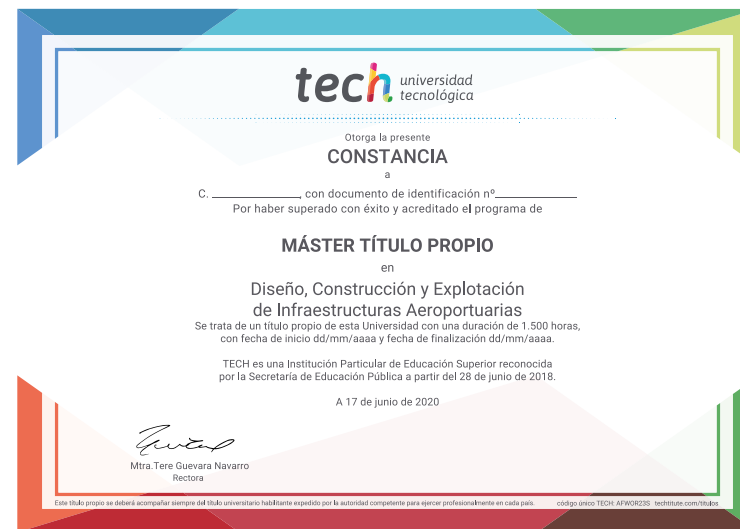 tech universidad
tecnológica
Otorga la presente
CONSTANCIA
a
C. ______________, con documento de identificación nº______________
Por haber superado con éxito y acreditado el programa de
MÁSTER TÍTULO PROPIO
en
Diseño, Construcción y Explotación
de Infraestructuras Aeroportuarias
Se trata de un título propio de esta Universidad con una duración de 1.500 horas,
con fecha de inicio dd/mm/aaaa y fecha de finalización dd/mm/aaaa.
TECH es una Institución Particular de Educación Superior reconocida
por la Secretaría de Educación Pública a partir del 28 de junio de 2018.
A 17 de junio de 2020
Mtra.Tere Guevara Navarro
Rectora
Este título propio se deberá acompañar siempre del título universitario habilitante expedido por la autoridad competente para ejercer profesionalmente en cada país. código único TECH: AFWOR23S techtitute.com/títulos